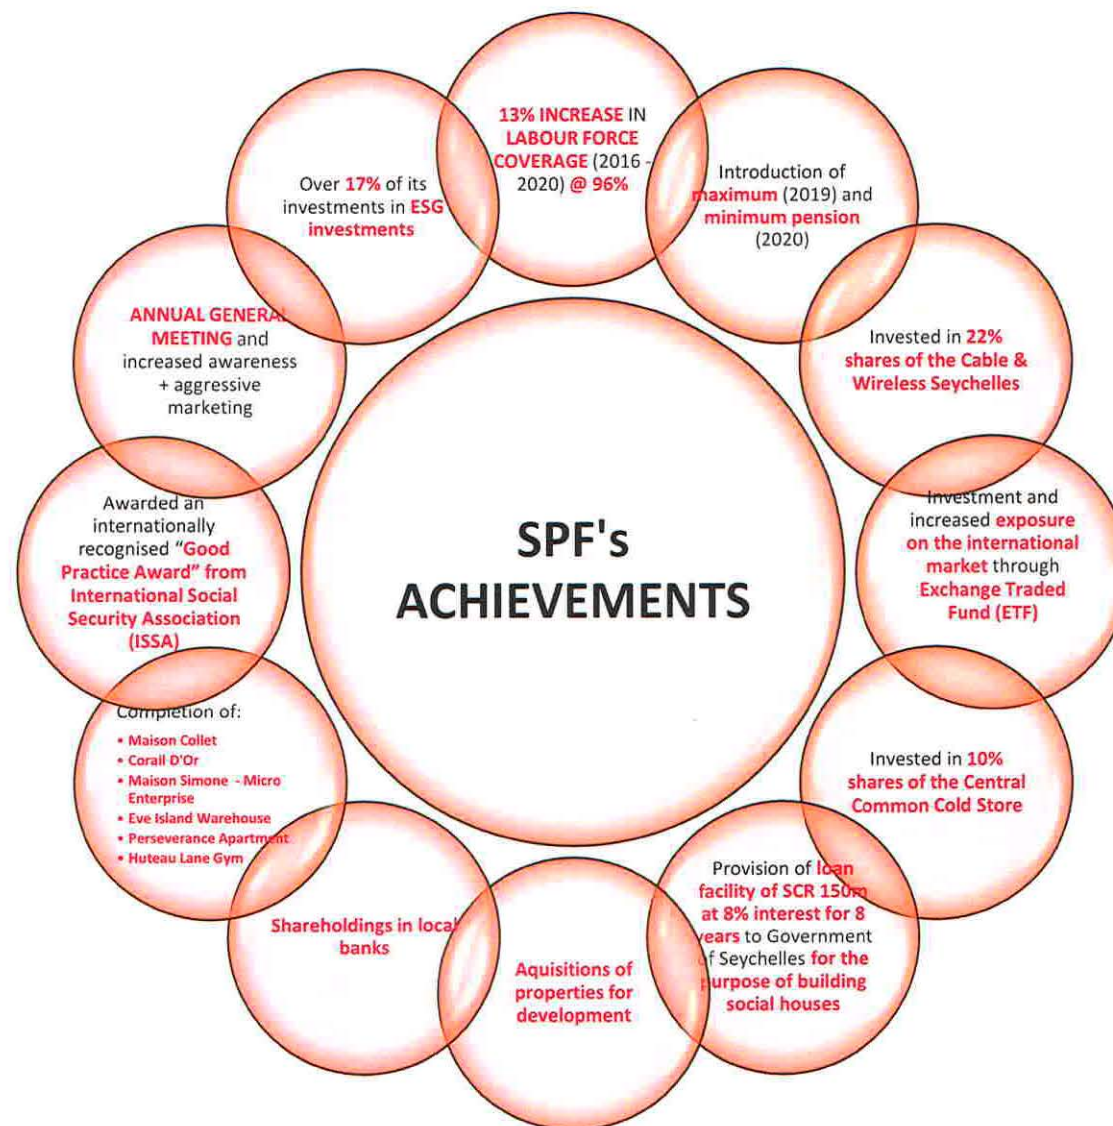 SPF's
ACHIEVEMENTS
13% INCREASE IN
LABOUR FORCE
COVERAGE (2016 -
2020) @ 96%
Introduction of
maximum (2019) and
minimum pension
(2020)
Invested in 22%
shares of the Cable &
Wireless Seychelles
Investment and
increased exposure
on the international
market through
Exchange Traded
Fund (ETF)
Invested in 10%
shares of the Central
Common Cold Store
Provision of loan
facility of SCR 150m
at 8% interest for 8
years to Government
of Seychelles for the
purpose of building
social houses
Aquisitions of
properties for
development
Shareholdings in local
banks
Completion of:
• Maison Collet
• Corail D'Or
• Maison Simone - Micro
Enterprise
• Eve Island Warehouse
• Perseverance Apartment
• Huteau Lane Gym
Awarded an
internationally
recognised “Good
Practice Award” from
International Social
Security Association
(ISSA)
ANNUAL GENERAL
MEETING and
increased awareness
+ aggressive
marketing
Over 17% of its
investments in ESG
investments